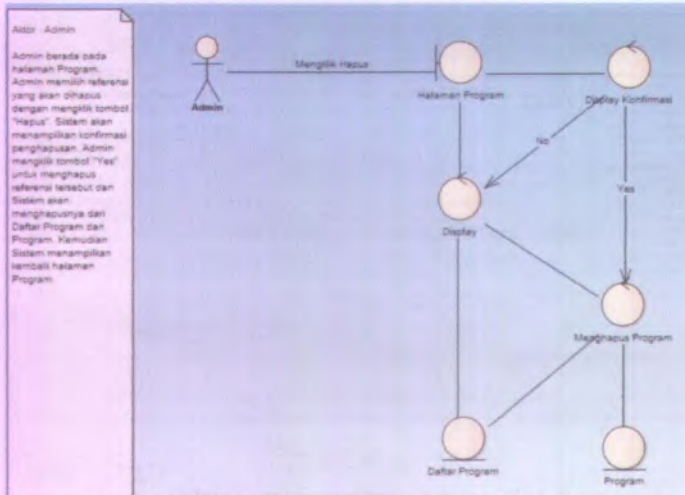 Aktor : Admin
Admin berada pada
halaman Program.
Admin memilih referensi
yang akan dihapus
dengan mengklik tombol
"Hapus". Sistem akan
menampilkan konfirmasi
penghapusan. Admin
mengklik tombol "Yes"
untuk menghapus
referensi tersebut dan
Sistem akan
menghapusnya dari
Daftar Program dan
Program. Kemudian
Sistem menampilkan
kembali halaman
Program
Mengklik Hapus
Admin
Halaman Program
Display Konfirmasi
No
Yes
Display
Menghapus Program
Daftar Program
Program